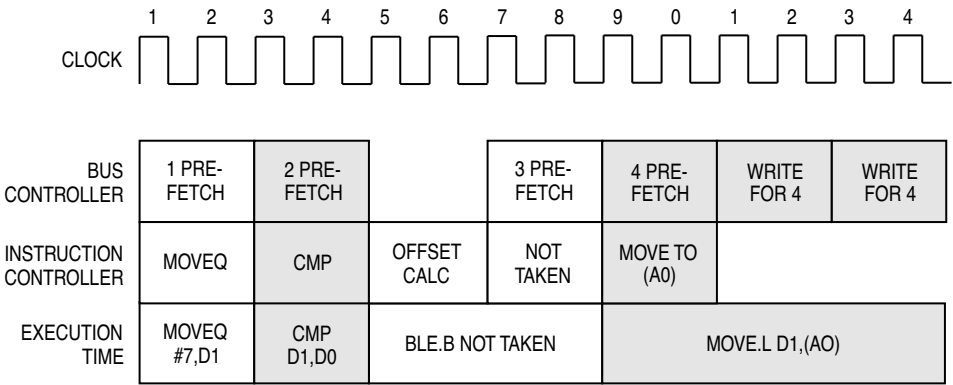 1 2 3 4 5 6 7 8 9 0 1 2 3 4
CLOCK
BUS
CONTROLLER
1 PRE-
FETCH
2 PRE-
FETCH
3 PRE-
FETCH
4 PRE-
FETCH
WRITE
FOR 4
WRITE
FOR 4
INSTRUCTION
CONTROLLER
MOVEQ
CMP
OFFSET
CALC
NOT
TAKEN
MOVE TO
(A0)
EXECUTION
TIME
MOVEQ
#7,D1
CMP
D1,D0
BLE.B NOT TAKEN
MOVE.L D1,(AO)